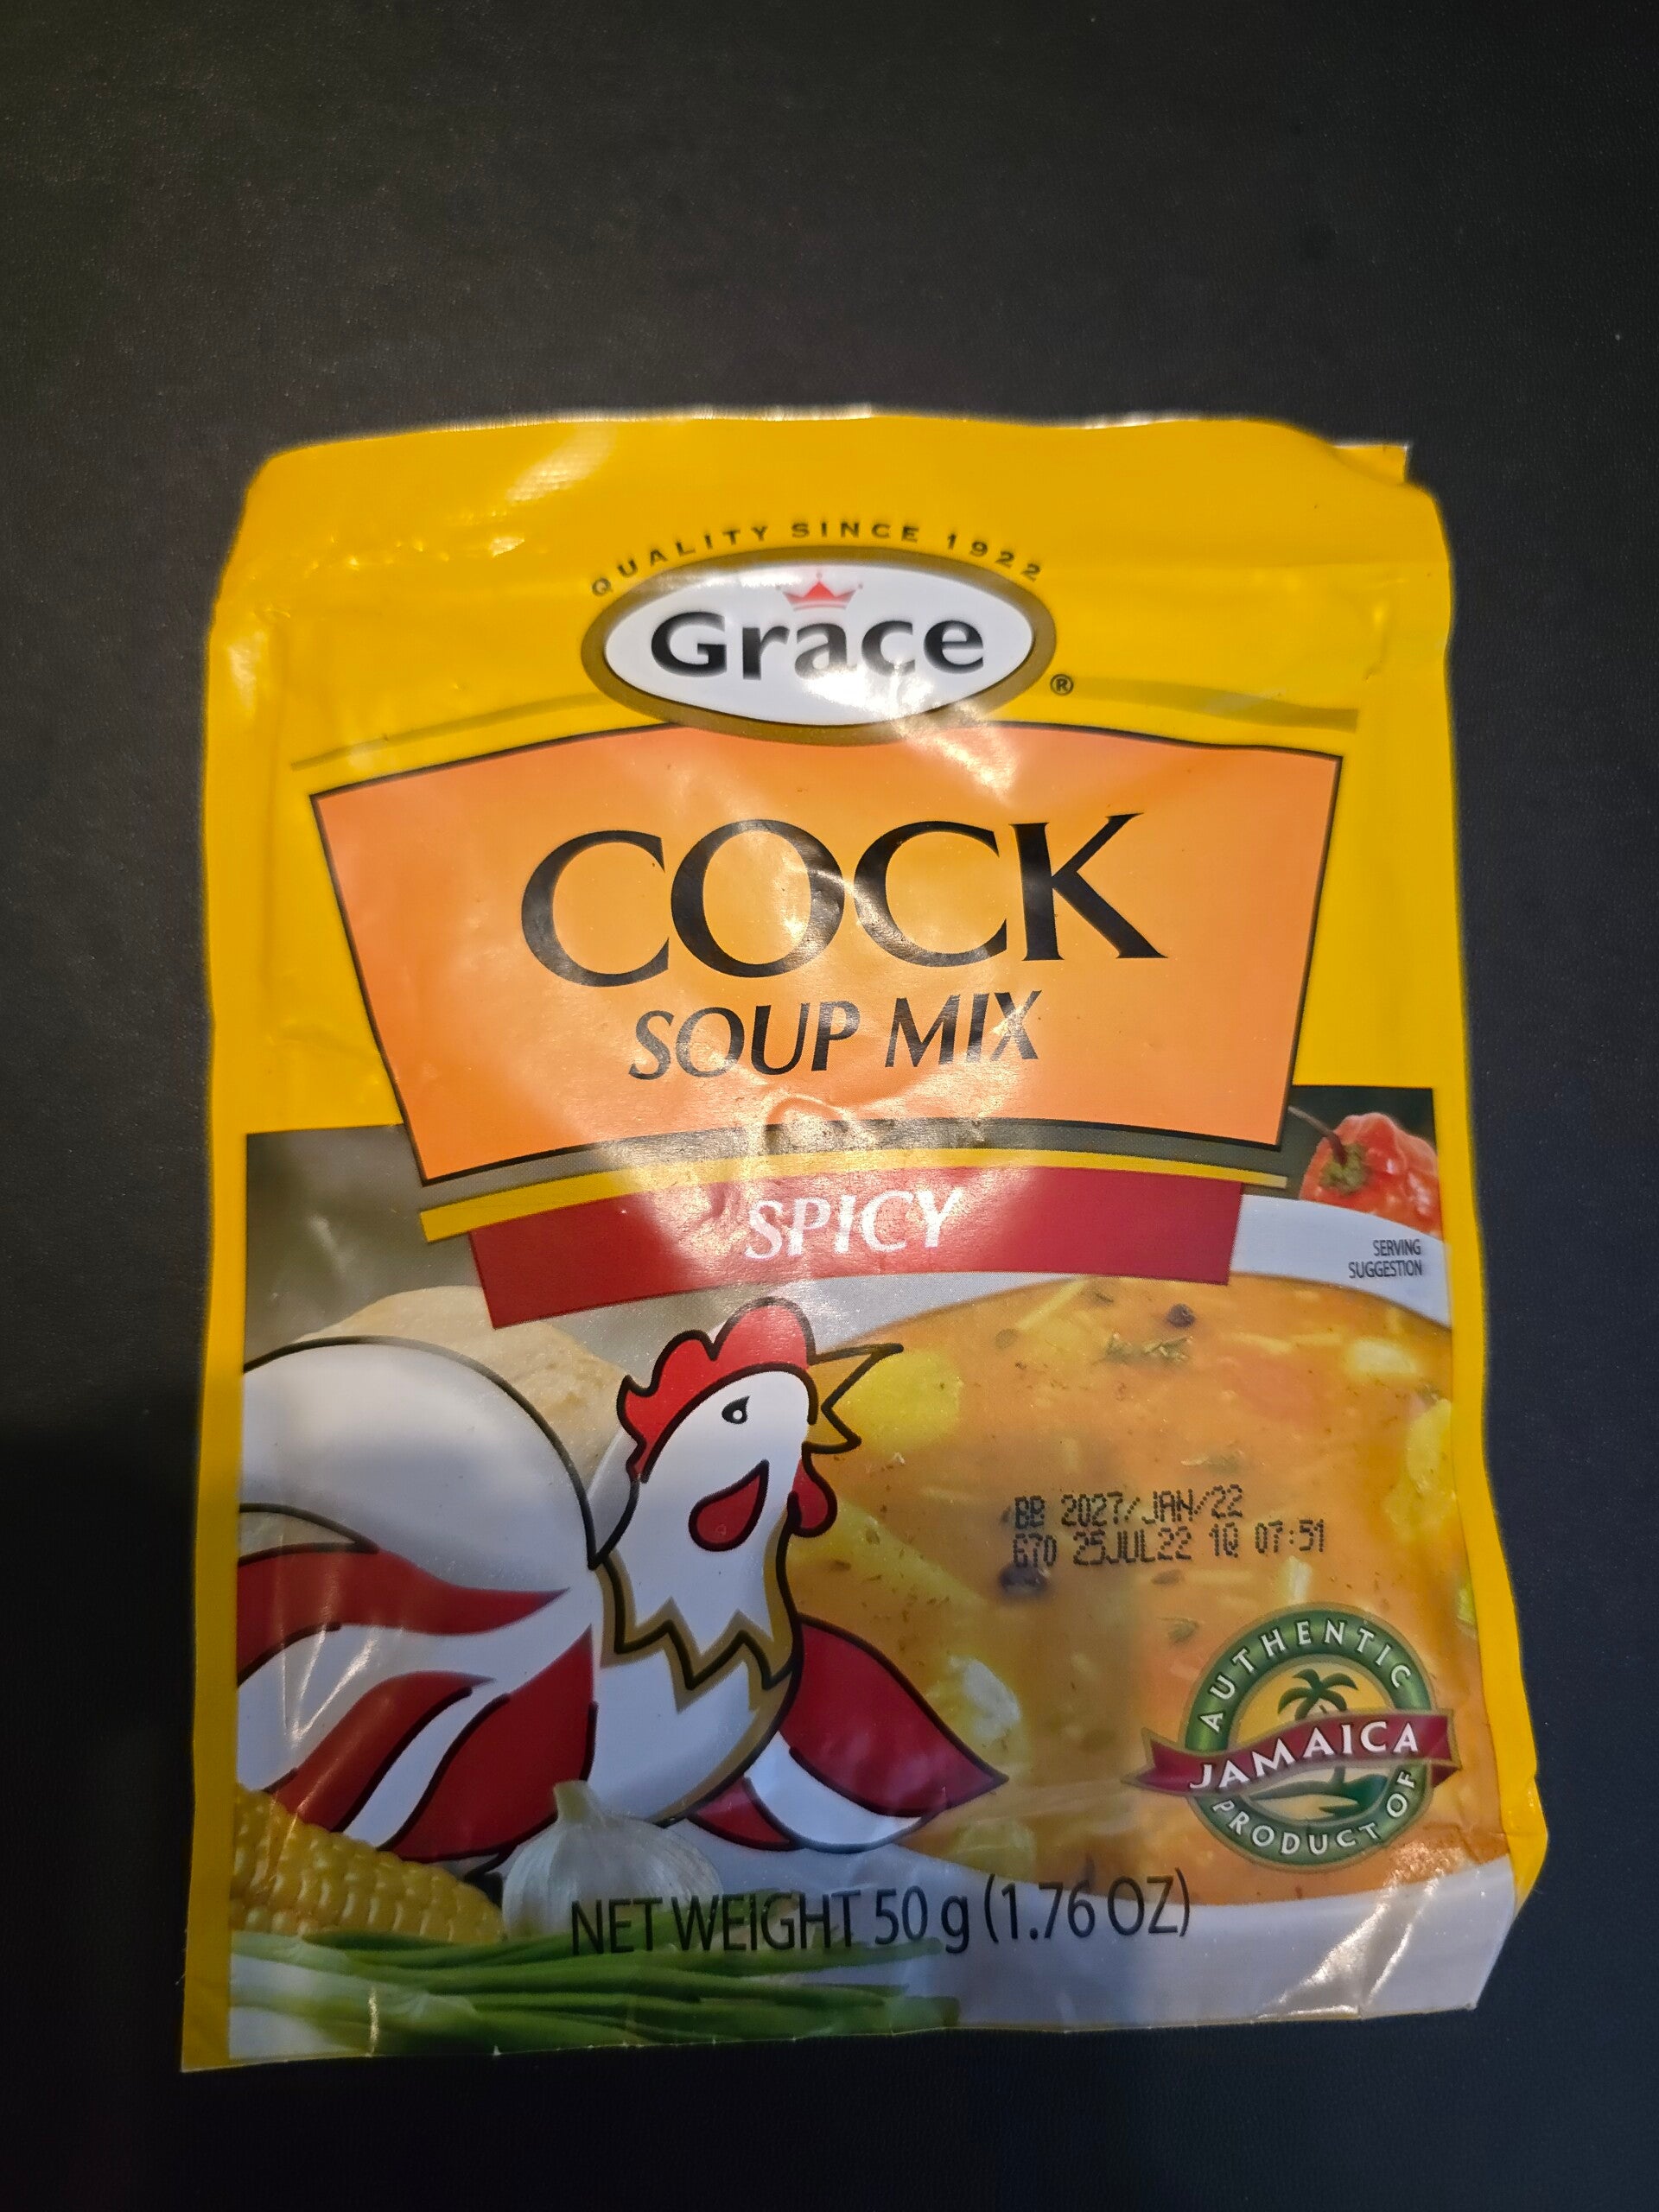 QUALITY SINCE 1922
Grace
®
COCK
SOUP MIX
SPICY
SERVING
SUGGESTION
BB 2027/JAN/22
670 25JUL22 1Q 07:51
AUTHENTIC
JAMAICA
PRODUCT OF
NET WEIGHT 50 g (1.76 OZ)